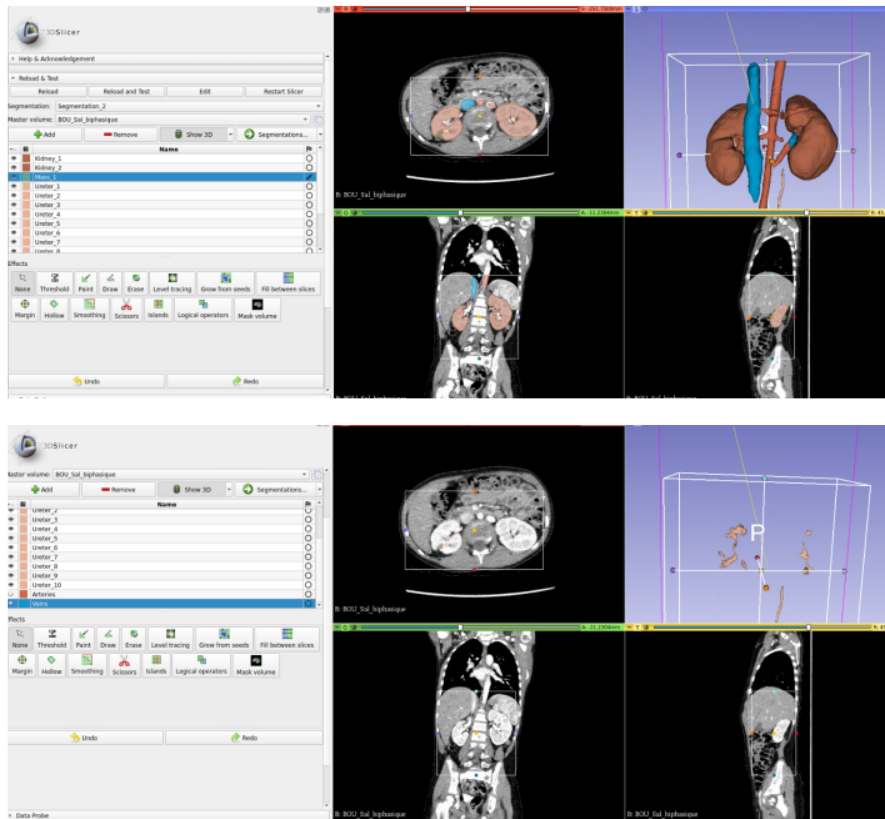 3DSlicer
Help & Acknowledgement
Reload & Test
Reload Reload and Test Edit Restart Slicer
Segmentation: Segmentation_2
Master volume: BOU_Sal_biphasique
Add Remove Show 3D Segmentations...
Name
Kidney_1
Kidney_2
Mass_1
Ureter_1
Ureter_2
Ureter_3
Ureter_4
Ureter_5
Ureter_6
Ureter_7
Ureter_8
Effects
None Threshold Paint Draw Erase Level tracing Grow from seeds Fill between slices
Margin Hollow Smoothing Scissors Islands Logical operators Mask volume
Undo Redo
R
B: BOU_Sal_biphasique
1
G
Y
B: BOU_Sal_biphasique
B: BOU_Sal_biphasique
3DSlicer
Master volume: BOU_Sal_biphasique
Add Remove Show 3D Segmentations...
Name
Ureter_2
Ureter_3
Ureter_4
Ureter_5
Ureter_6
Ureter_7
Ureter_8
Ureter_9
Ureter_10
Arteries
Veins
Effects
None Threshold Paint Draw Erase Level tracing Grow from seeds Fill between slices
Margin Hollow Smoothing Scissors Islands Logical operators Mask volume
Undo Redo
Data Probe
B: BOU_Sal_biphasique
P
G
Y
B: BOU_Sal_biphasique
B: BOU_Sal_biphasique